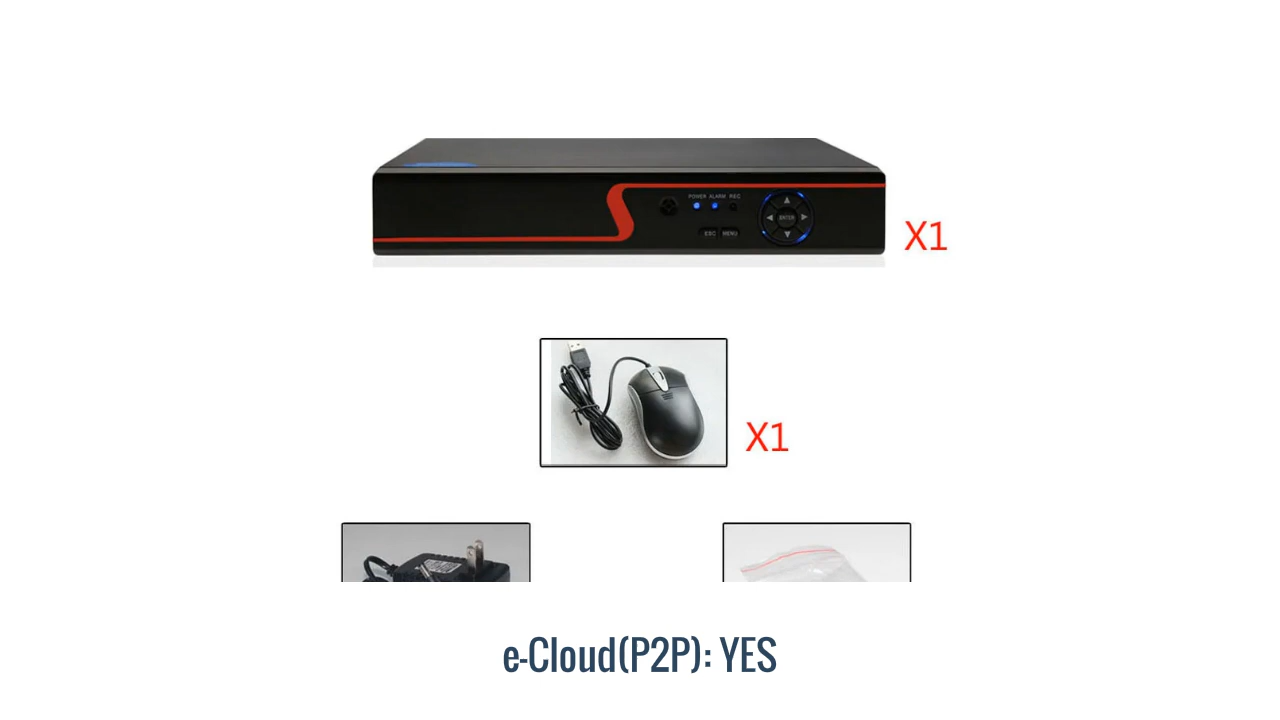 POWER ALARM REC
ENTER
ESC MENU
X1
X1
e-Cloud(P2P): YES